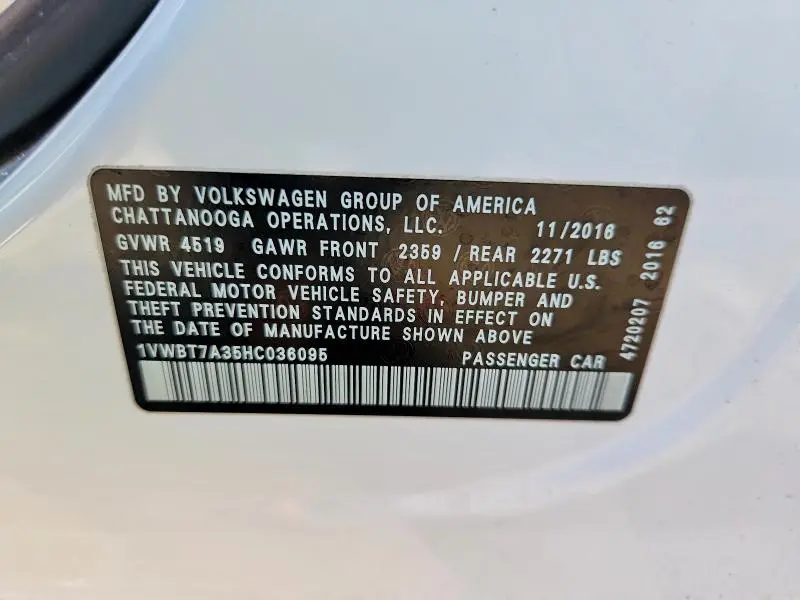 MFD BY VOLKSWAGEN GROUP OF AMERICA
CHATTANOOGA OPERATIONS, LLC. 11/2016
GVWR 4519 GAWR FRONT 2359 / REAR 2271 LBS
THIS VEHICLE CONFORMS TO ALL APPLICABLE U.S.
FEDERAL MOTOR VEHICLE SAFETY, BUMPER AND
THEFT PREVENTION STANDARDS IN EFFECT ON
THE DATE OF MANUFACTURE SHOWN ABOVE
1VWBT7A35HC036095 PASSENGER CAR
4720207 2016 62